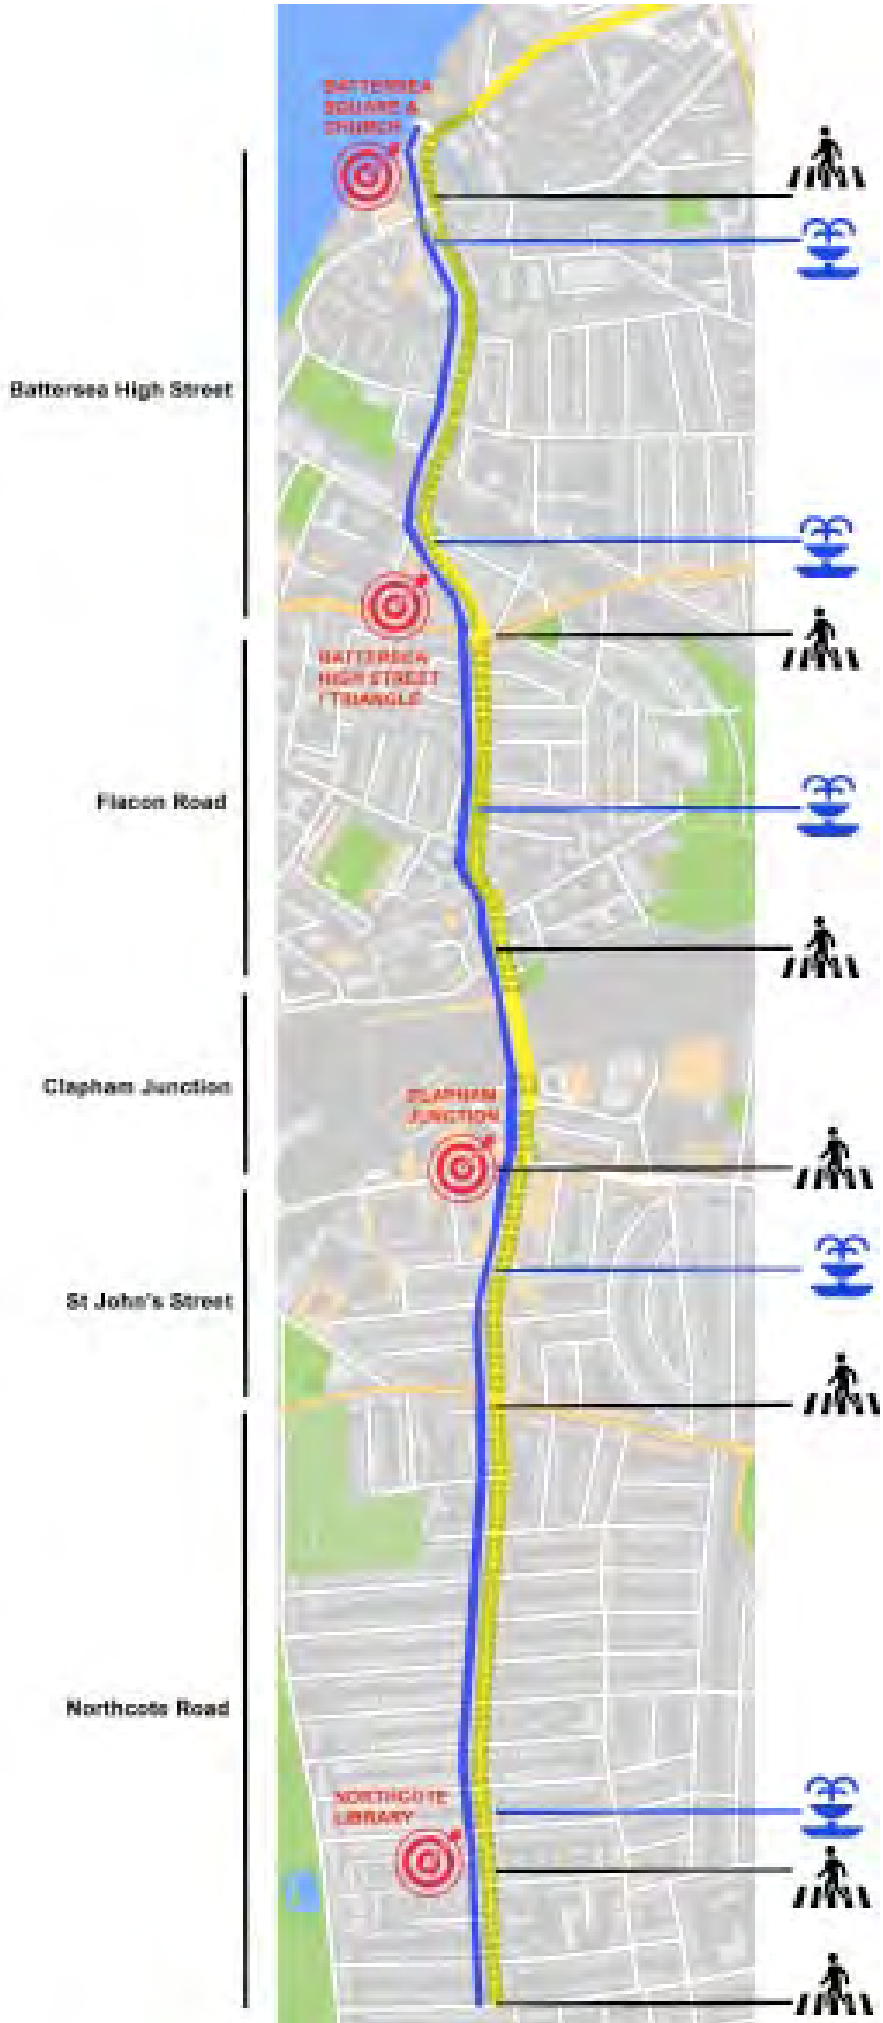 BATTERSEA
SQUARE &
CHURCH
Battersea High Street
BATTERSEA
HIGH STREET
/'TRIANGLE'
Flacon Road
Clapham Junction
CLAPHAM
JUNCTION
St John's Street
Northcote Road
NORTHCOTE
LIBRARY